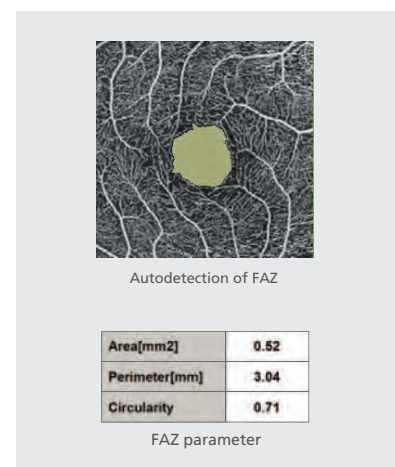 Autodetection of FAZ
Area[mm2] 0.52
Perimeter[mm] 3.04
Circularity 0.71
FAZ parameter